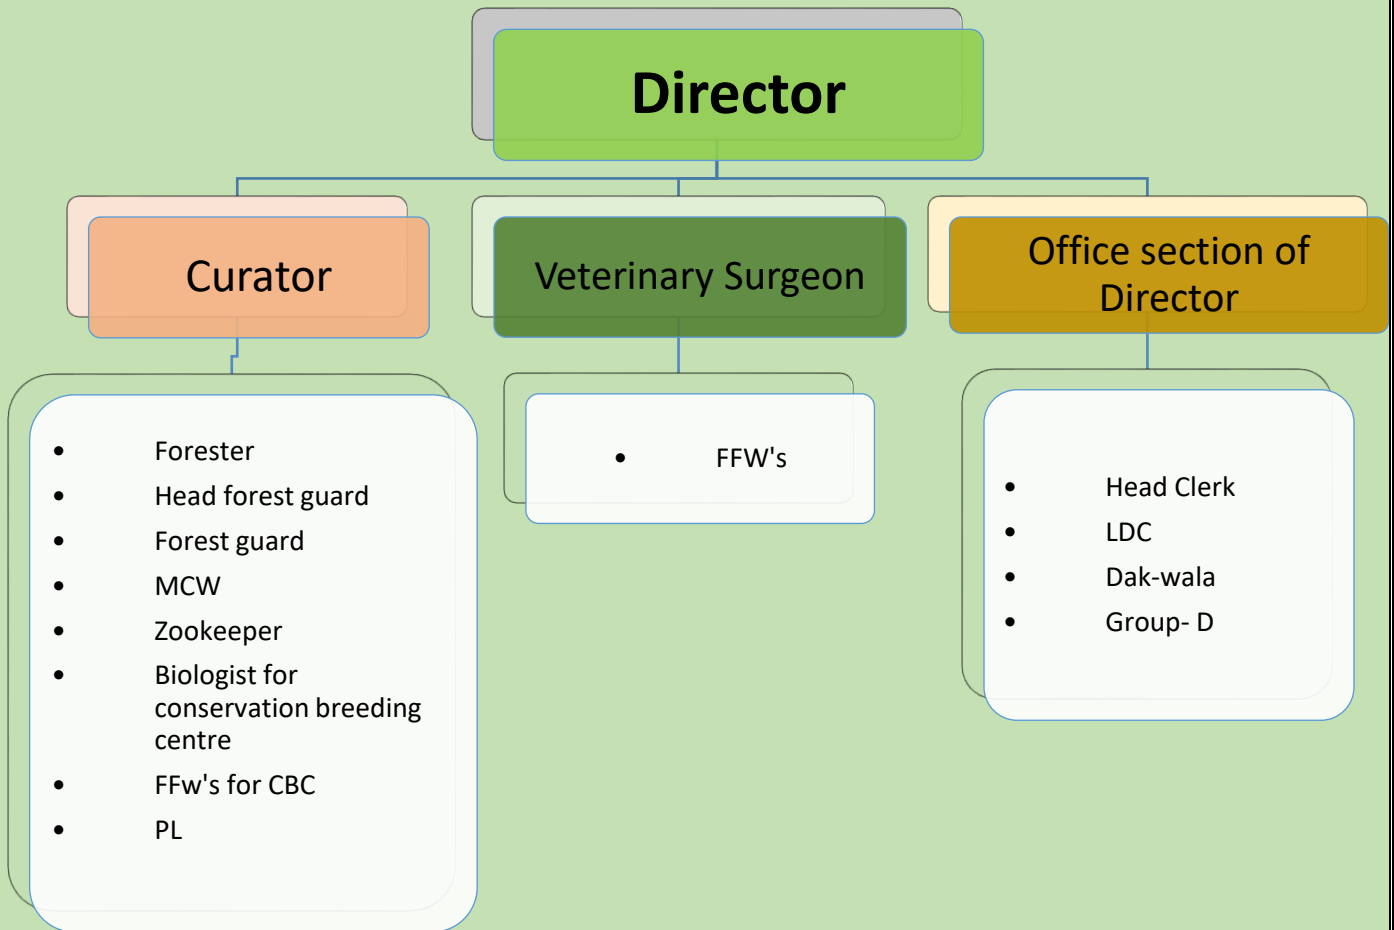 Director
Curator
Veterinary Surgeon
Office section of
Director
• Forester
• Head forest guard
• Forest guard
• MCW
• Zookeeper
• Biologist for
conservation breeding
centre
• FFw's for CBC
• PL
• FFW's
• Head Clerk
• LDC
• Dak-wala
• Group- D